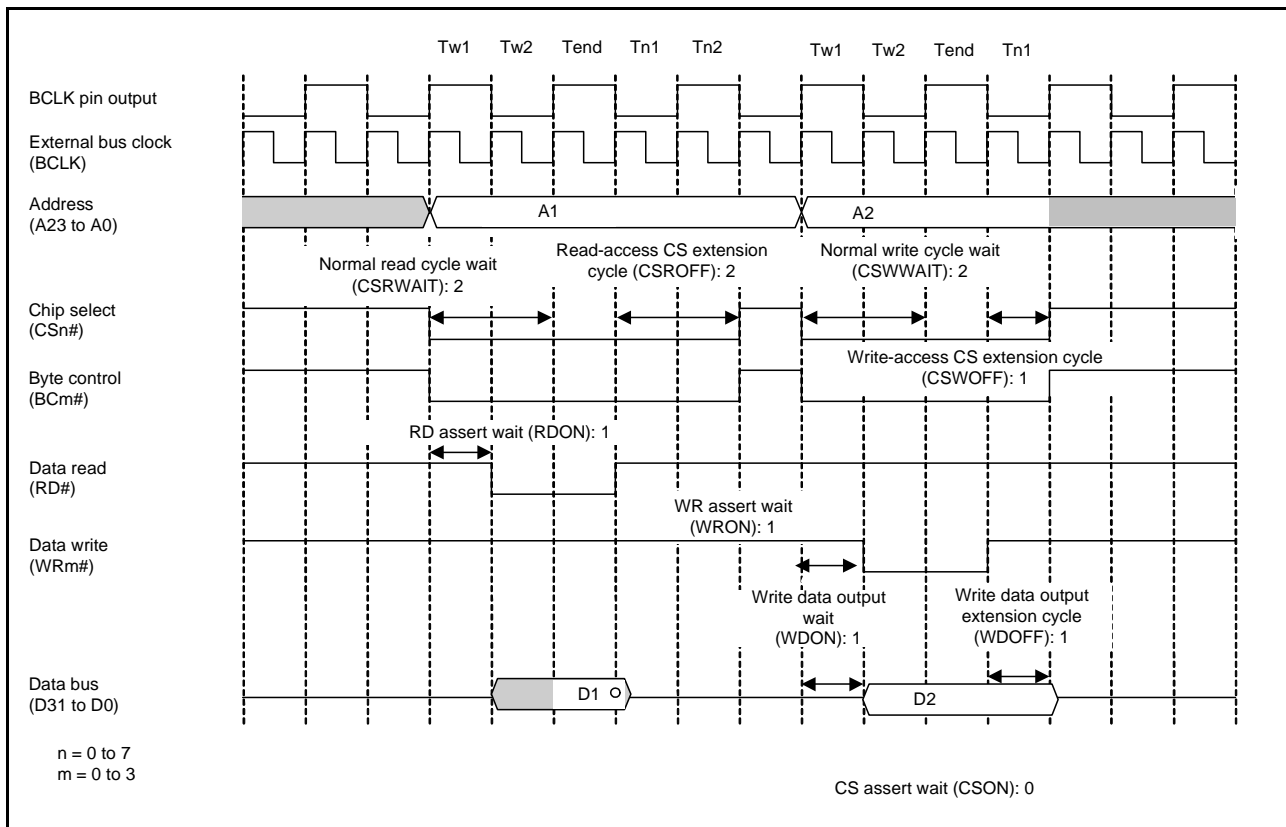 Tw1 Tw2 Tend Tn1 Tn2 Tw1 Tw2 Tend Tn1
BCLK pin output
External bus clock
(BCLK)
Address
(A23 to A0)
A1
A2
Normal read cycle wait
(CSRWAIT): 2
Read-access CS extension
cycle (CSROFF): 2
Normal write cycle wait
(CSWWAIT): 2
Chip select
(CSn#)
Write-access CS extension cycle
(CSWOFF): 1
Byte control
(BCm#)
RD assert wait (RDON): 1
Data read
(RD#)
WR assert wait
(WRON): 1
Data write
(WRm#)
Write data output
wait
(WDON): 1
Write data output
extension cycle
(WDOFF): 1
Data bus
(D31 to D0)
D1
D2
n = 0 to 7
m = 0 to 3
CS assert wait (CSON): 0